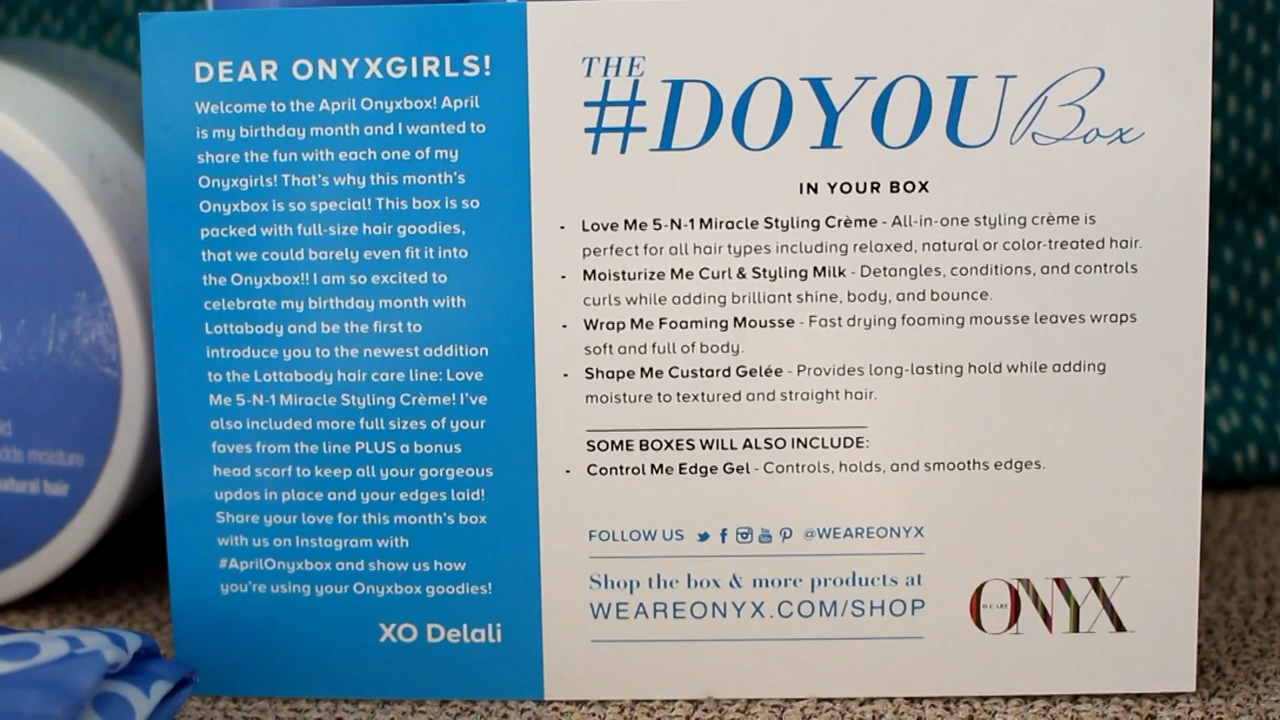 DEAR ONYXGIRLS!
Welcome to the April Onyxbox! April
is my birthday month and I wanted to
share the fun with each one of my
Onyxgirls! That's why this month's
Onyxbox is so special! This box is so
packed with full-size hair goodies,
that we could barely even fit it into
the Onyxbox!! I am so excited to
celebrate my birthday month with
Lottabody and be the first to
introduce you to the newest addition
to the Lottabody hair care line: Love
Me 5-N-1 Miracle Styling Crème! I've
also included more full sizes of your
faves from the line PLUS a bonus
head scarf to keep all your gorgeous
updos in place and your edges laid!
Share your love for this month's box
with us on Instagram with
#AprilOnyxbox and show us how
you're using your Onyxbox goodies!
XO Delali
THE
#DOYOU Box
IN YOUR BOX
- Love Me 5-N-1 Miracle Styling Crème - All-in-one styling crème is
perfect for all hair types including relaxed, natural or color-treated hair.
- Moisturize Me Curl & Styling Milk - Detangles, conditions, and controls
curls while adding brilliant shine, body, and bounce.
- Wrap Me Foaming Mousse - Fast drying foaming mousse leaves wraps
soft and full of body.
- Shape Me Custard Gelée - Provides long-lasting hold while adding
moisture to textured and straight hair.
SOME BOXES WILL ALSO INCLUDE:
- Control Me Edge Gel - Controls, holds, and smooths edges.
FOLLOW US @WEAREONYX
Shop the box & more products at
WEAREONYX.COM/SHOP
WE ARE
ONYX
moisture
natural hair